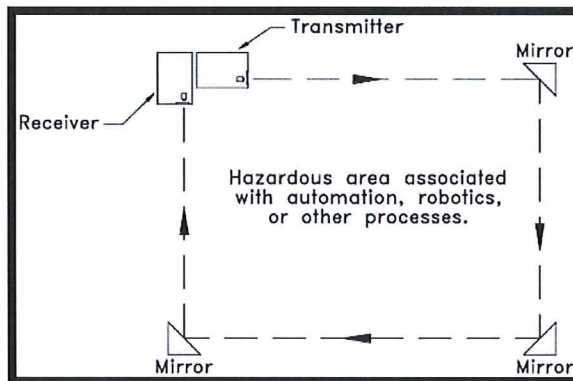 Transmitter
Mirror
Receiver
Hazardous area associated
with automation, robotics,
or other processes.
Mirror
Mirror